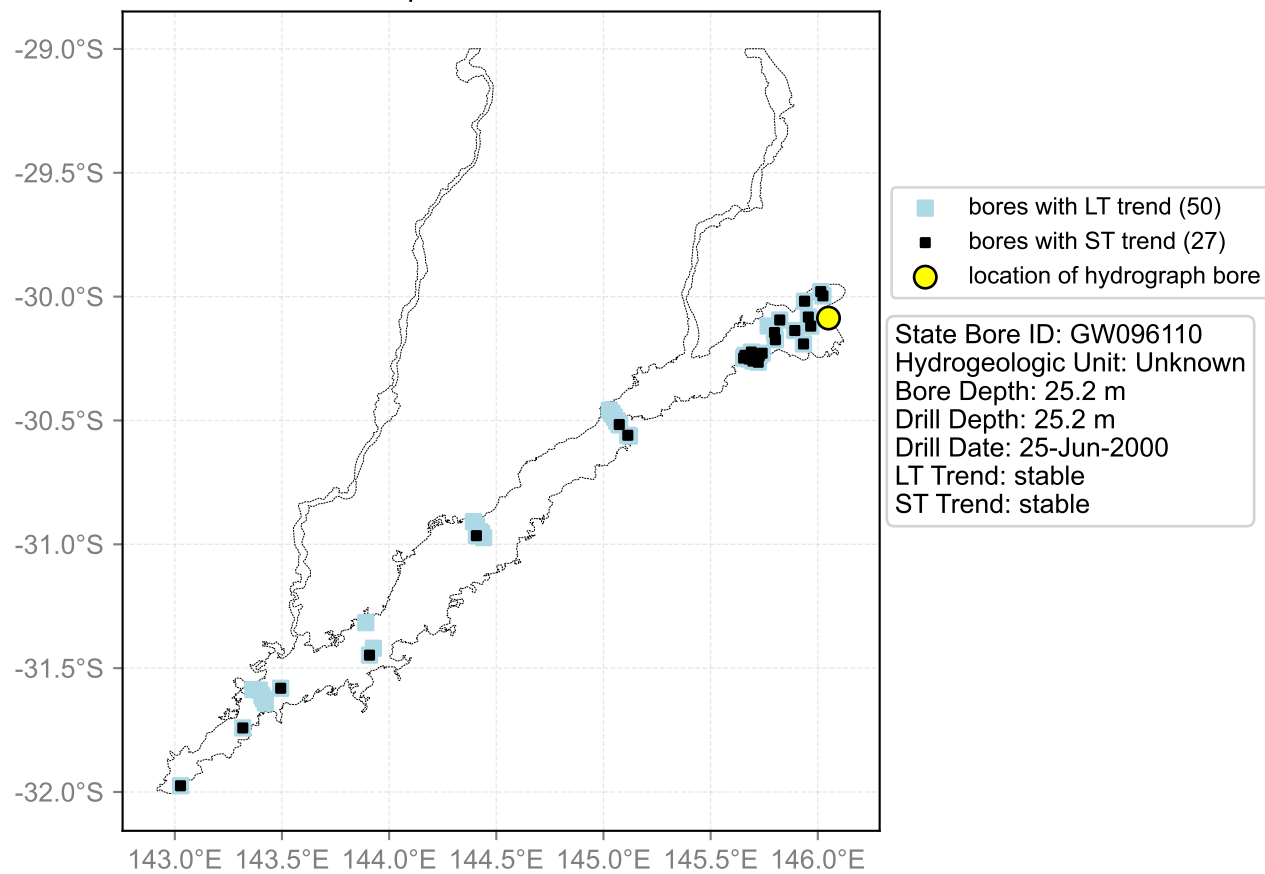 -29.0°S
-29.5°S
-30.0°S
-30.5°S
-31.0°S
-31.5°S
-32.0°S
143.0°E 143.5°E 144.0°E 144.5°E 145.0°E 145.5°E 146.0°E
bores with LT trend (50)
bores with ST trend (27)
location of hydrograph bore
State Bore ID: GW096110
Hydrogeologic Unit: Unknown
Bore Depth: 25.2 m
Drill Depth: 25.2 m
Drill Date: 25-Jun-2000
LT Trend: stable
ST Trend: stable